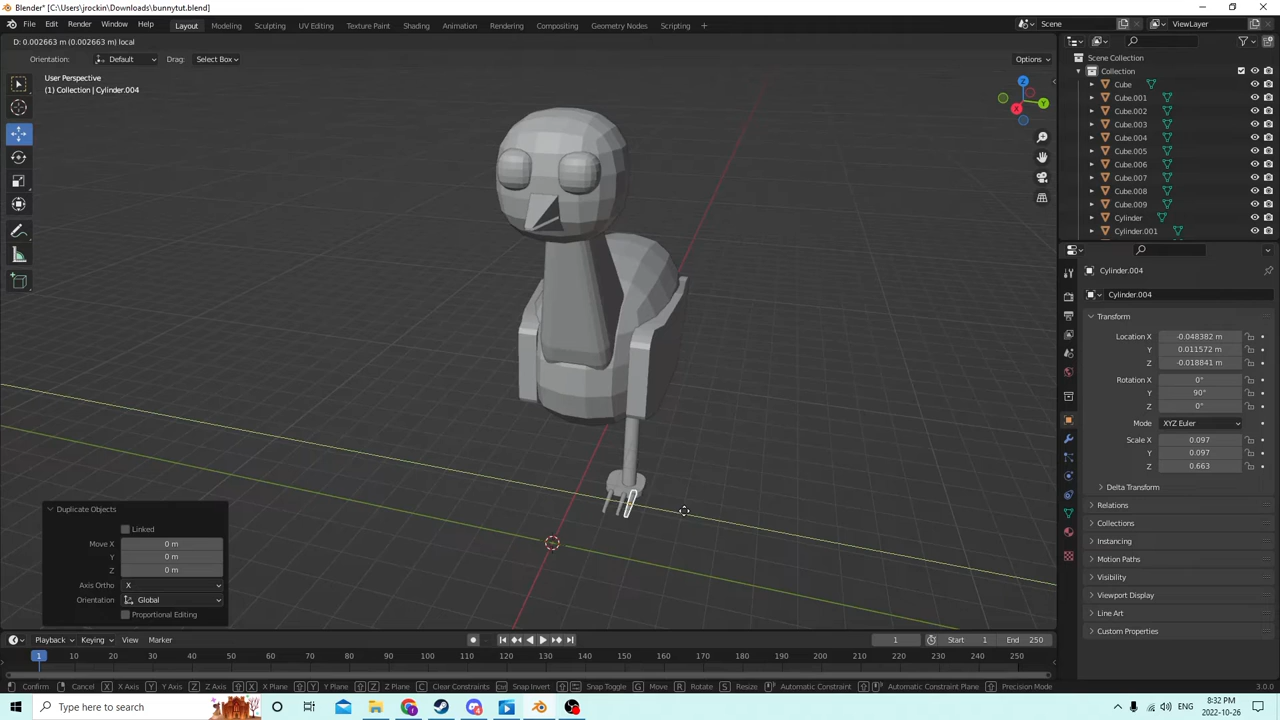 Blender* [C:\Users\jrockin\Downloads\bunnytut.blend]
File Edit Render Window Help Layout Modeling Sculpting UV Editing Texture Paint Shading Animation Rendering Compositing Geometry Nodes Scripting + Scene ViewLayer
D: 0.002663 m (0.002663 m) local
Orientation: Default Drag: Select Box Options
User Perspective
(1) Collection | Cylinder.004
Z
Y
X
Scene Collection
Collection
Cube
Cube.001
Cube.002
Cube.003
Cube.004
Cube.005
Cube.006
Cube.007
Cube.008
Cube.009
Cylinder
Cylinder.001
Cylinder.004
Cylinder.004
Transform
Location X -0.048382 m
Y 0.011572 m
Z -0.018841 m
Rotation X 0°
Y 90°
Z 0°
Mode XYZ Euler
Scale X 0.097
Y 0.097
Z 0.663
Delta Transform
Relations
Collections
Instancing
Motion Paths
Visibility
Viewport Display
Line Art
Custom Properties
Duplicate Objects
Linked
Move X 0 m
Y 0 m
Z 0 m
Axis Ortho X
Orientation Global
Proportional Editing
Playback Keying View Marker 1 Start 1 End 250
1 10 20 30 40 50 60 70 80 90 100 110 120 130 140 150 160 170 180 190 200 210 220 230 240 250
Confirm Cancel X X Axis Y Y Axis Z Z Axis X X Plane Y Y Plane Z Z Plane C Clear Constraints Snap Invert Snap Toggle G Move R Rotate S Resize Automatic Constraint Automatic Constraint Plane Precision Mode 3.0.0
Type here to search
ENG
8:32 PM
2022-10-26